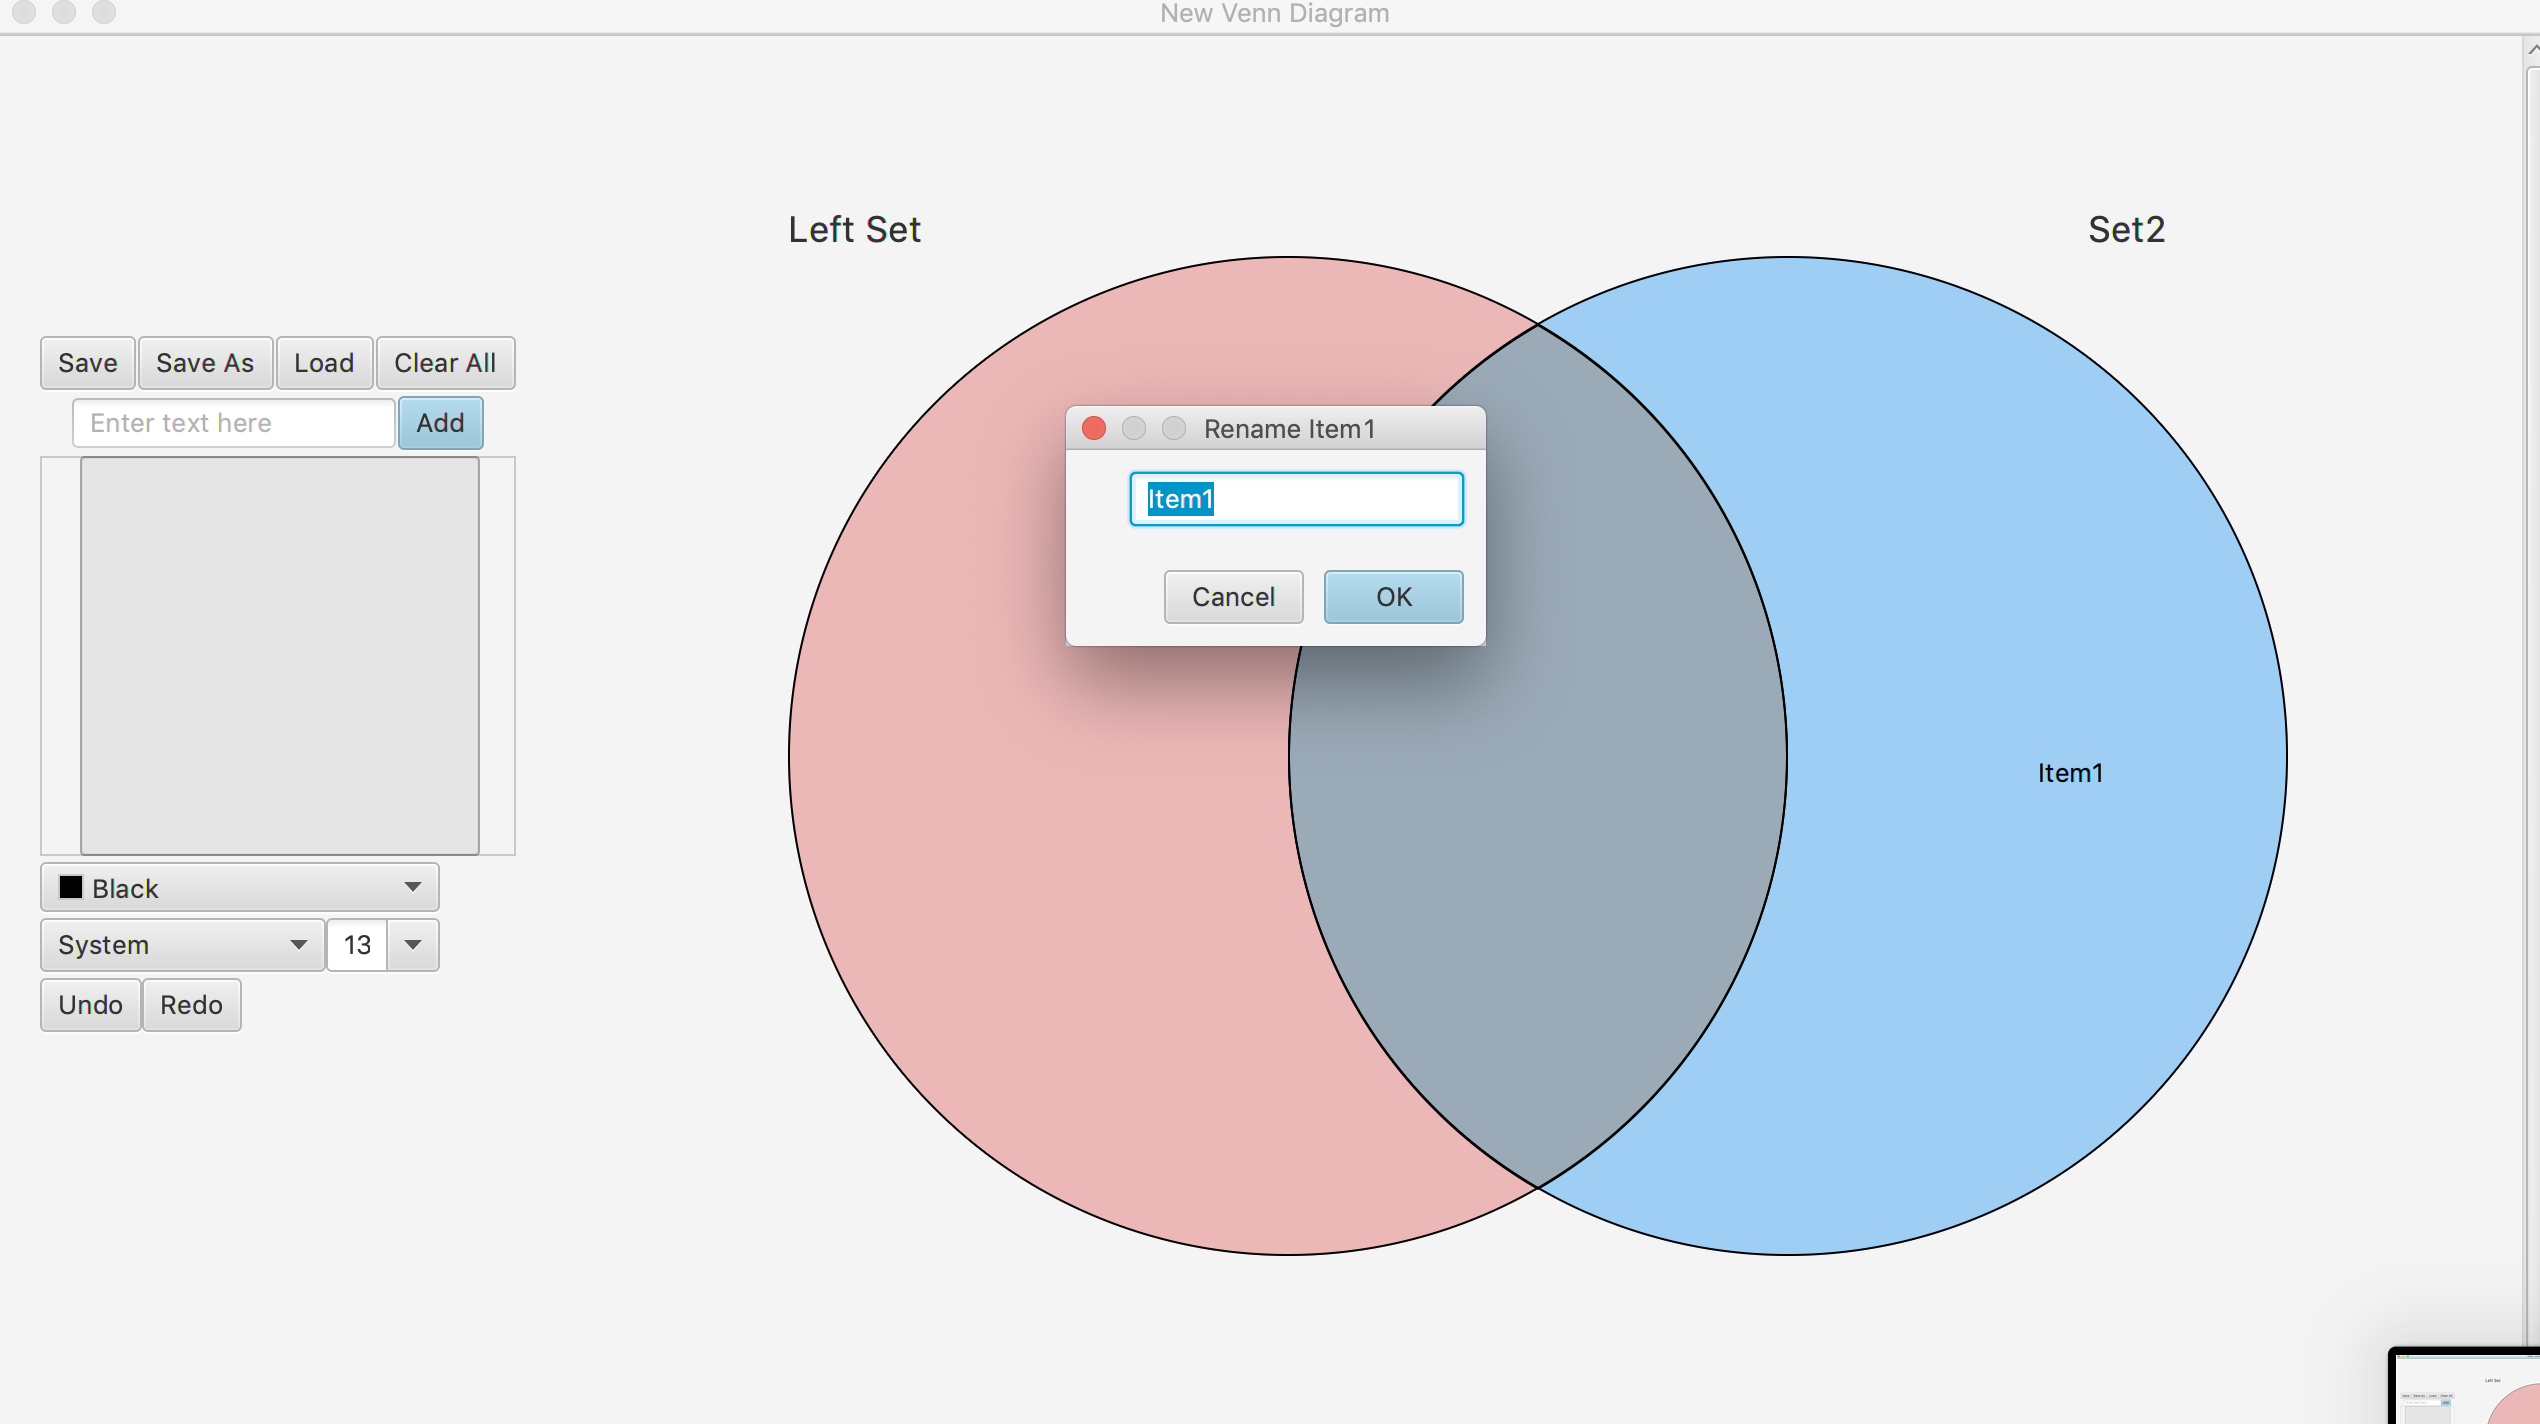 New Venn Diagram
Left Set
Set2
Save
Save As
Load
Clear All
Enter text here
Add
Rename Item1
Item1
Cancel
OK
Item1
Black
System
13
Undo
Redo